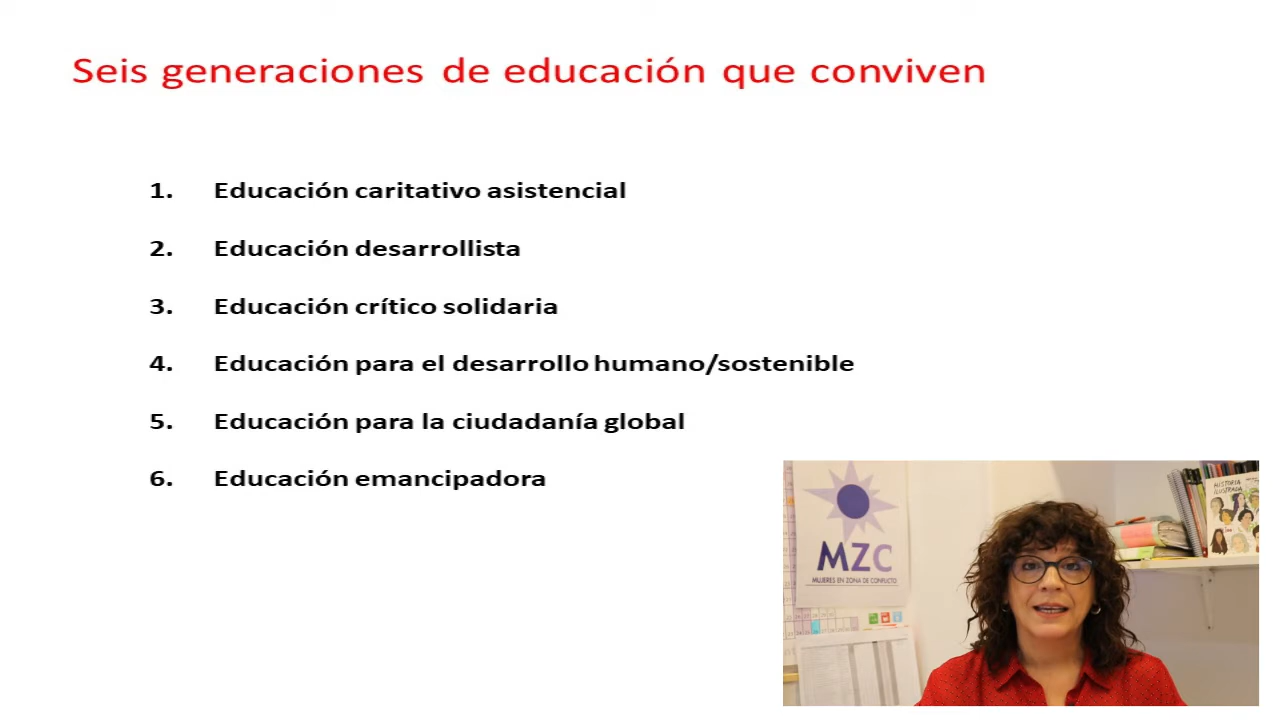 Seis generaciones de educación que conviven
1. Educación caritativo asistencial
2. Educación desarrollista
3. Educación crítico solidaria
4. Educación para el desarrollo humano/sostenible
5. Educación para la ciudadanía global
6. Educación emancipadora
MZC
MUJERES EN ZONA DE CONFLICTO
HISTORIA
ILUSTRADA